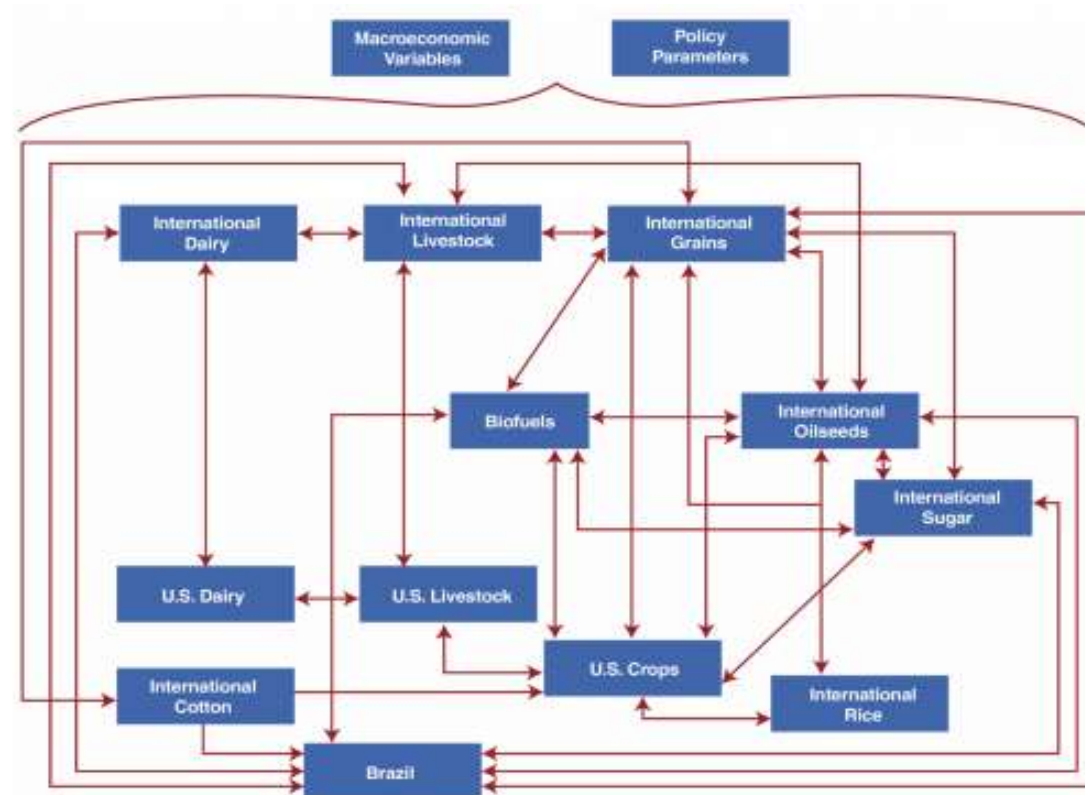 Macroeconomic
Variables
Policy
Parameters
International
Dairy
International
Livestock
International
Grains
Biofuels
International
Oilseeds
International
Sugar
U.S. Dairy
U.S. Livestock
U.S. Crops
International
Cotton
International
Rice
Brazil